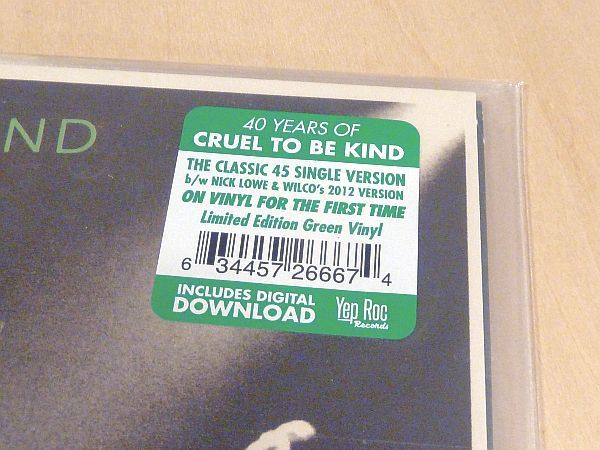 ND
40 YEARS OF
CRUEL TO BE KIND
THE CLASSIC 45 SINGLE VERSION
b/w NICK LOWE & WILCO's 2012 VERSION
ON VINYL FOR THE FIRST TIME
Limited Edition Green Vinyl
6 34457 26667 4
INCLUDES DIGITAL
DOWNLOAD
Yep Roc
Records